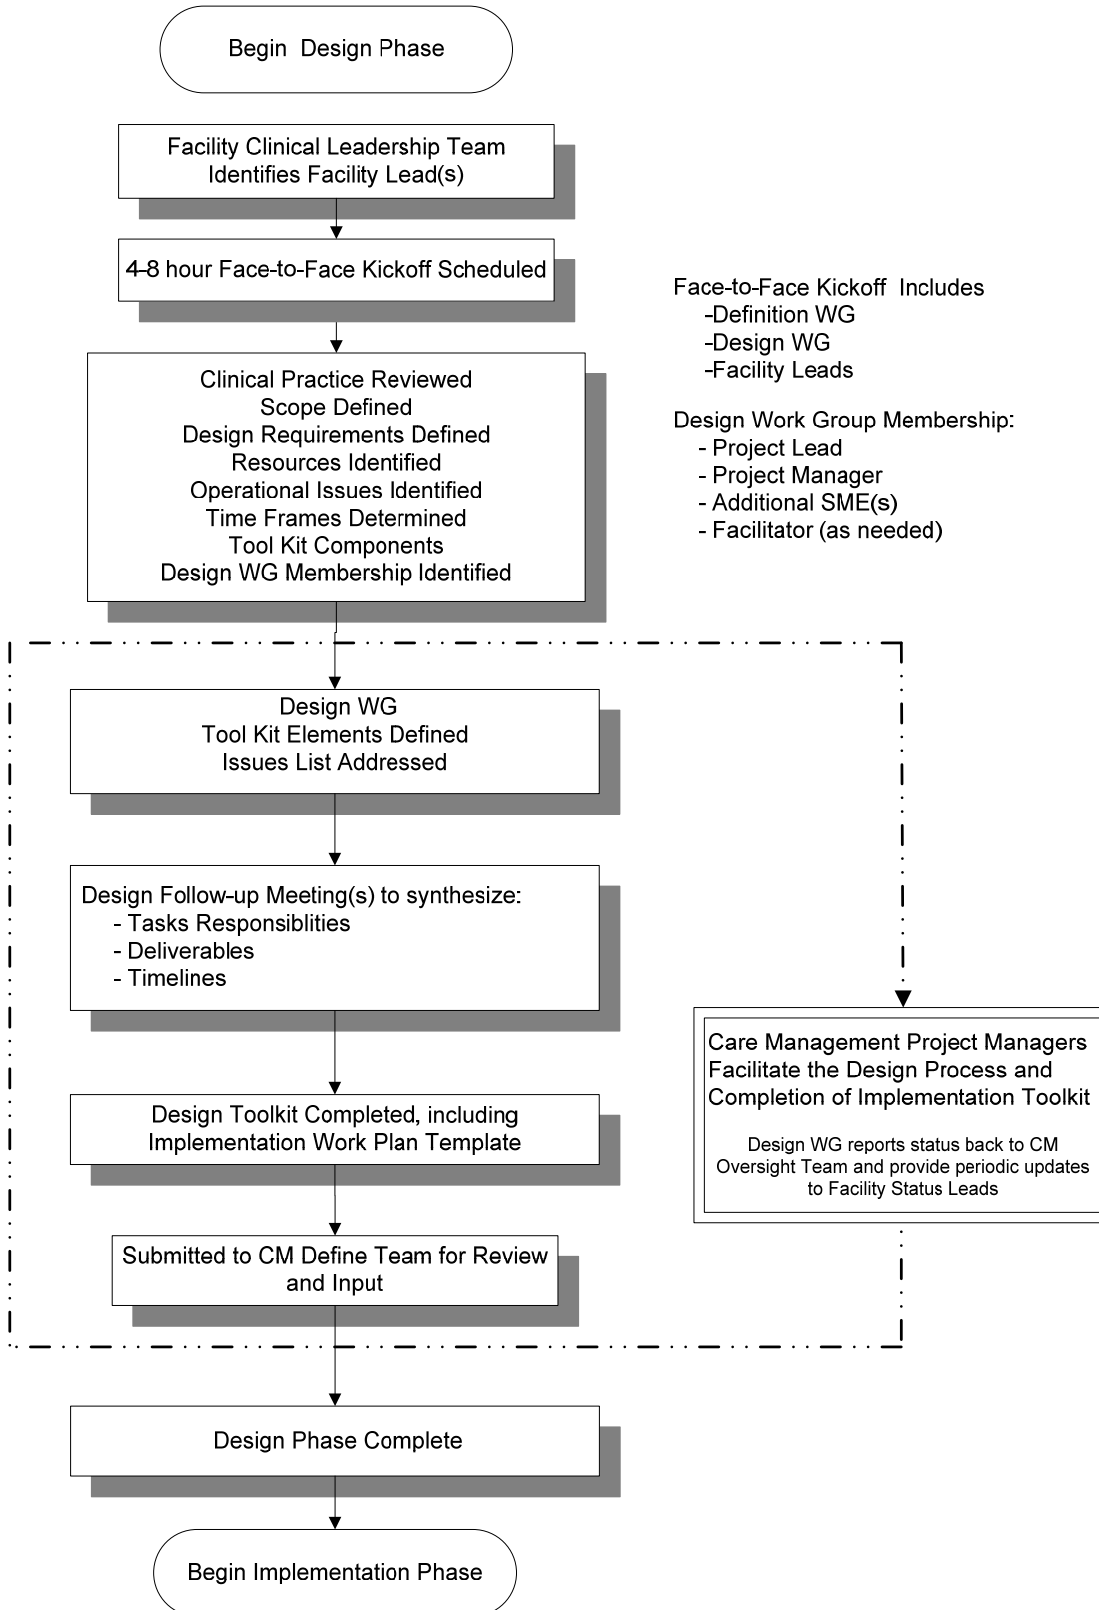 Begin Design Phase
Facility Clinical Leadership Team
Identifies Facility Lead(s)
4-8 hour Face-to-Face Kickoff Scheduled
Face-to-Face Kickoff Includes
-Definition WG
-Design WG
-Facility Leads
Design Work Group Membership:
- Project Lead
- Project Manager
- Additional SME(s)
- Facilitator (as needed)
Clinical Practice Reviewed
Scope Defined
Design Requirements Defined
Resources Identified
Operational Issues Identified
Time Frames Determined
Tool Kit Components
Design WG Membership Identified
Design WG
Tool Kit Elements Defined
Issues List Addressed
Design Follow-up Meeting(s) to synthesize:
- Tasks Responsiblities
- Deliverables
- Timelines
Care Management Project Managers
Facilitate the Design Process and
Completion of Implementation Toolkit
Design WG reports status back to CM
Oversight Team and provide periodic updates
to Facility Status Leads
Design Toolkit Completed, including
Implementation Work Plan Template
Submitted to CM Define Team for Review
and Input
Design Phase Complete
Begin Implementation Phase